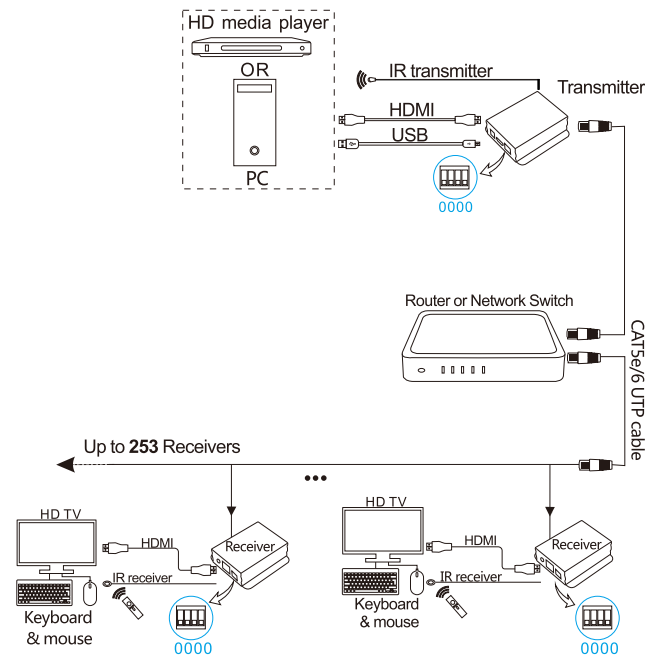 HD media player
OR
PC
IR transmitter
HDMI
USB
Transmitter
0000
Router or Network Switch
CAT5e/6 UTP cable
Up to 253 Receivers
...
HD TV
HDMI
Receiver
IR receiver
Keyboard
& mouse
0000
HD TV
HDMI
Receiver
IR receiver
Keyboard
& mouse
0000